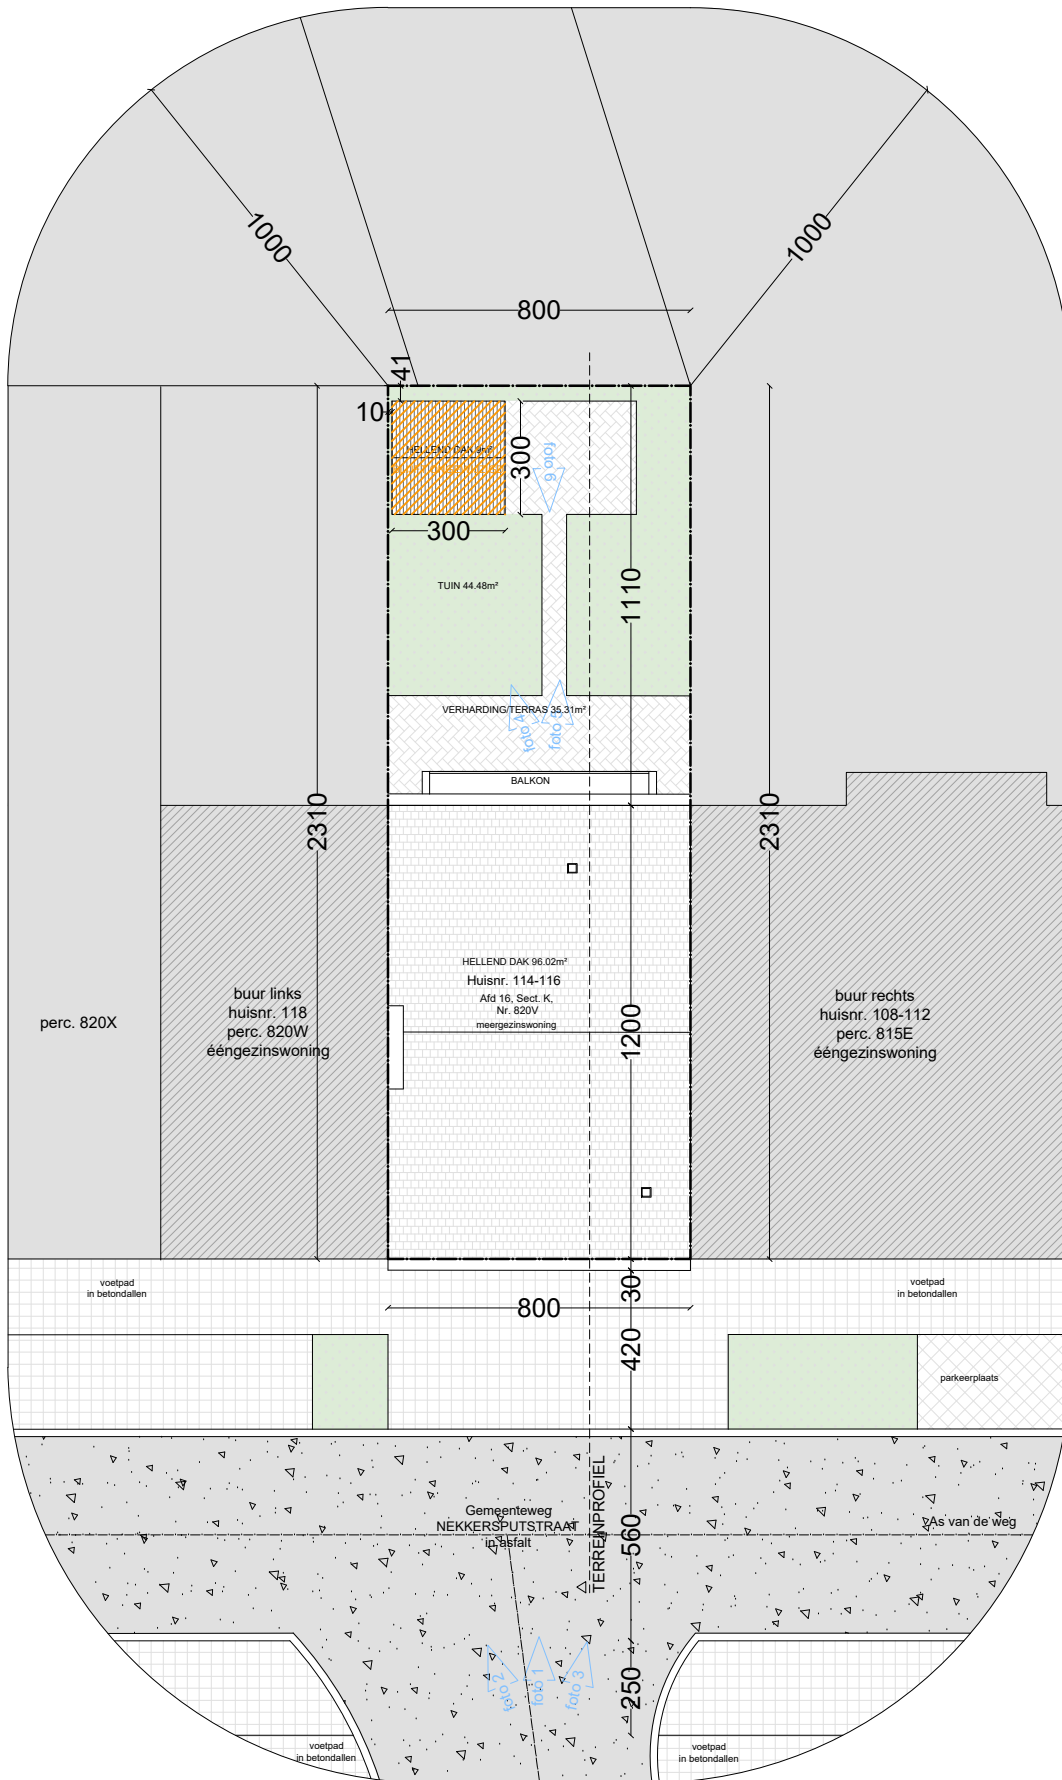 1000
1000
800
41
10
HELLEND DAK 9m²
300
foto 6
300
TUIN 44.48m²
1110
VERHARDING/TERRAS 35.31m²
foto 4
foto 5
BALKON
2310
2310
HELLEND DAK 96.02m²
Huisnr. 114-116
Afd 16, Sect. K,
Nr. 820V
meergezinswoning
1200
perc. 820X
buur links
huisnr. 118
perc. 820W
ééngezinswoning
buur rechts
huisnr. 108-112
perc. 815E
ééngezinswoning
voetpad
in betondallen
voetpad
in betondallen
30
800
420
parkeerplaats
Gemeenteweg
NEKKERSPUTSTRAAT
in asfalt
TERREINPROFIEL
560
As van de weg
foto 2
foto 1
foto 3
250
voetpad
in betondallen
voetpad
in betondallen